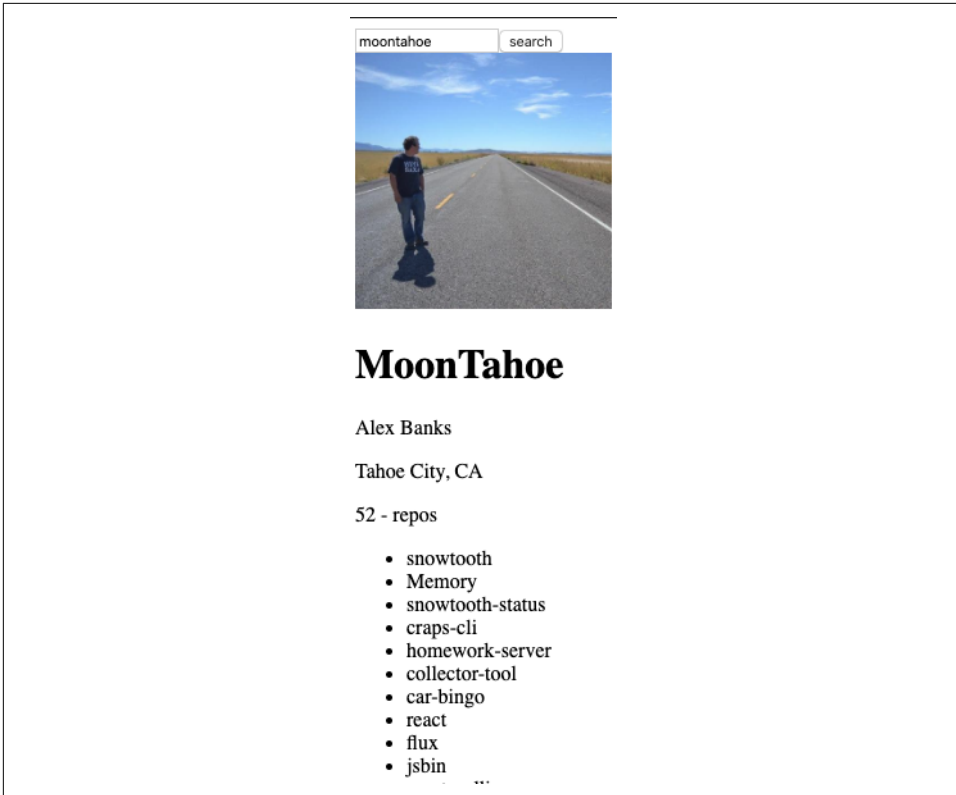 moontahoe search
MoonTahoe
Alex Banks
Tahoe City, CA
52 - repos
• snowtooth
• Memory
• snowtooth-status
• craps-cli
• homework-server
• collector-tool
• car-bingo
• react
• flux
• jsbin